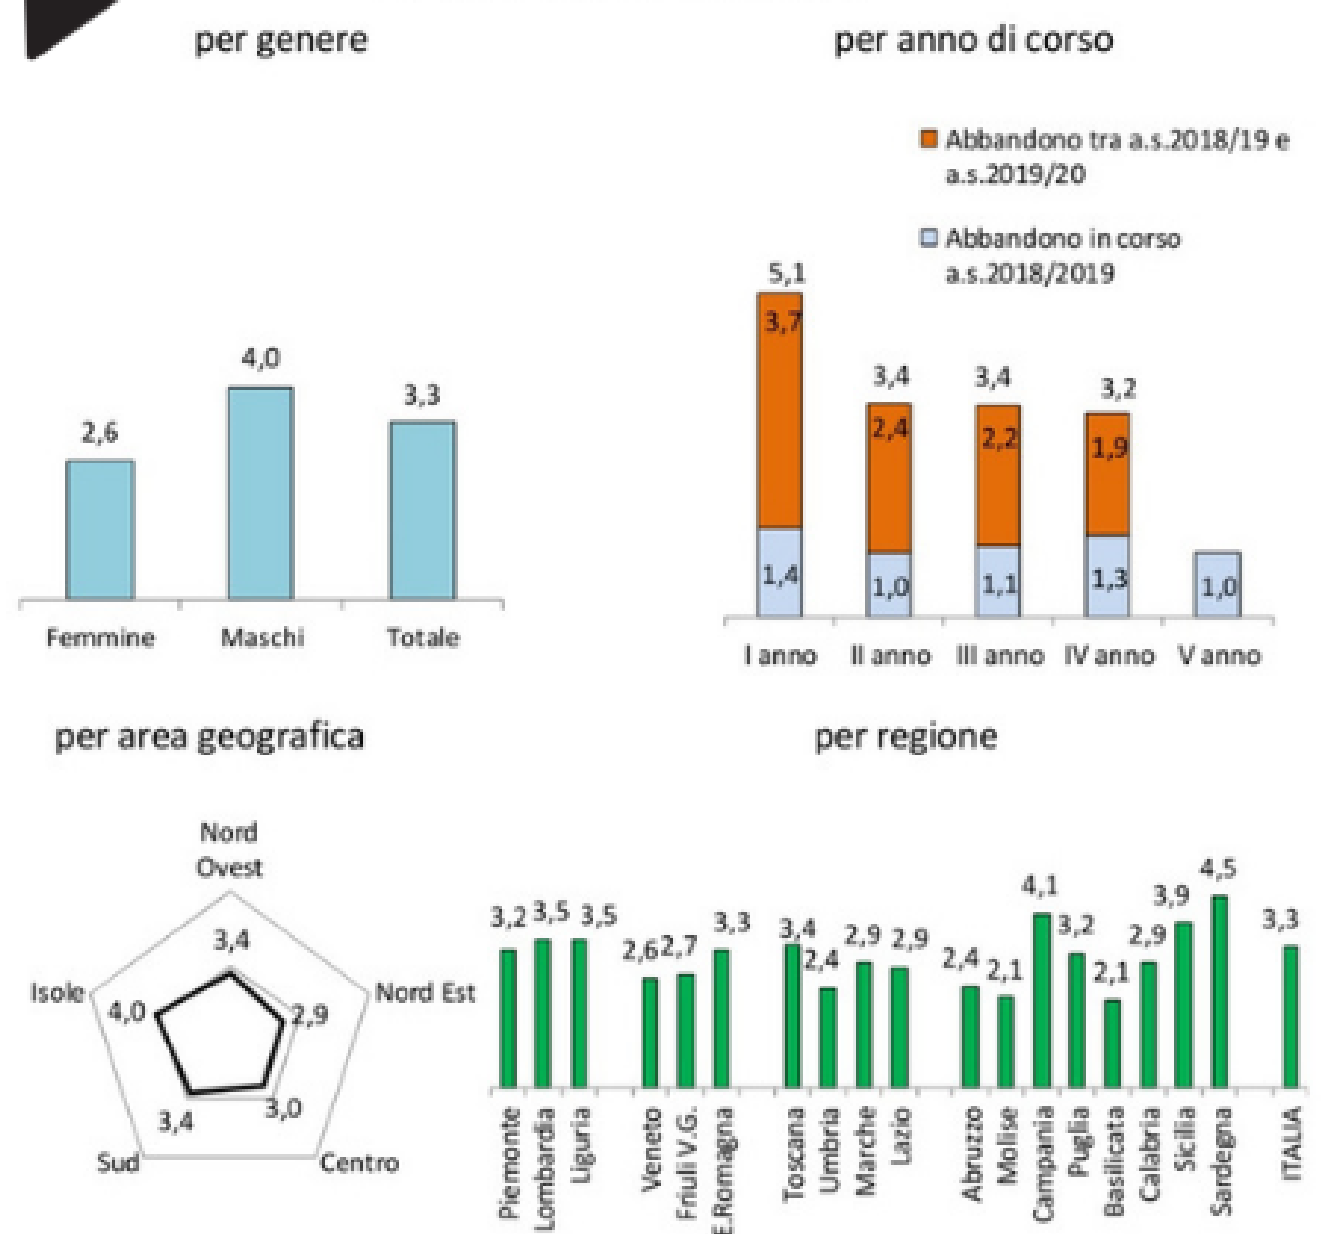 per genere
4,0
3,3
2,6
Femmine Maschi Totale
per anno di corso
Abbandono tra a.s.2018/19 e
a.s.2019/20
Abbandono in corso
a.s.2018/2019
5,1
3,7
3,4 3,4 3,2
2,4 2,2 1,9
1,4 1,0 1,1 1,3 1,0
I anno II anno III anno IV anno V anno
per area geografica
Nord
Ovest
3,4
Isole Nord Est
4,0 2,9
3,4 3,0
Sud Centro
per regione
3,2 3,5 3,5 2,6 2,7 3,3 3,4 2,4 2,9 2,9 2,4 2,1 4,1 3,2 2,1 2,9 3,9 4,5 3,3
Piemonte
Lombardia
Liguria
Veneto
Friuli V.G.
E.Romagna
Toscana
Umbria
Marche
Lazio
Abruzzo
Molise
Campania
Puglia
Basilicata
Calabria
Sicilia
Sardegna
ITALIA